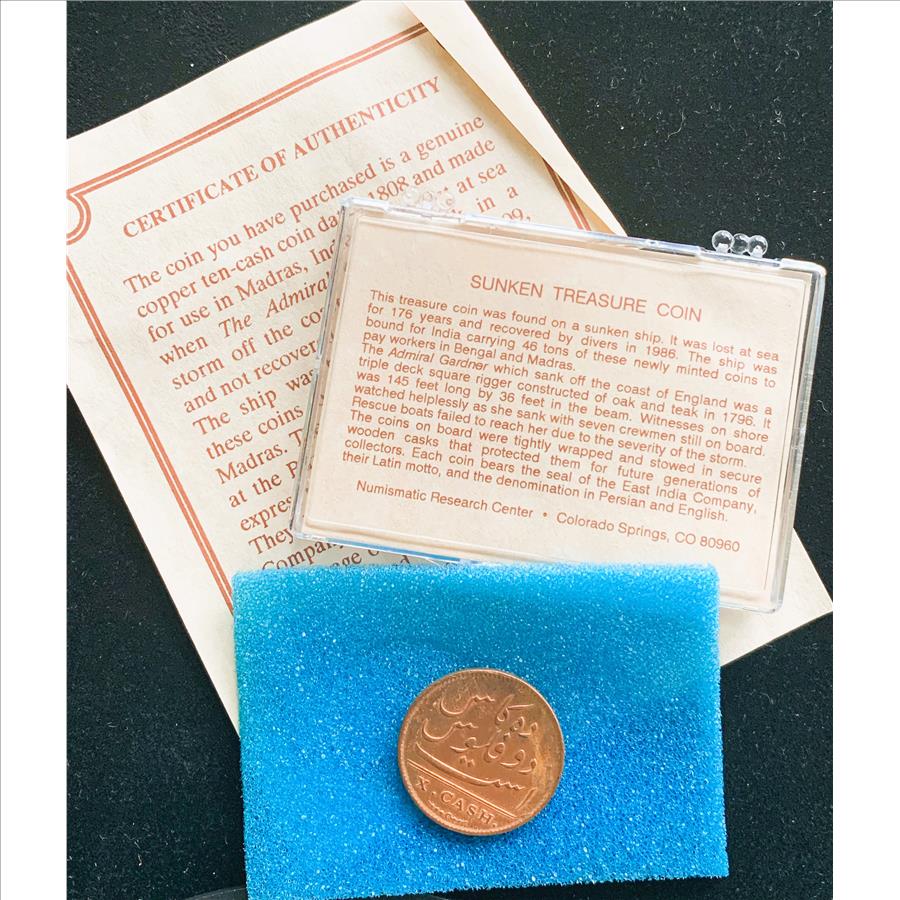 CERTIFICATE OF AUTHENTICITY
The coin you have purchased is a genuine
copper ten-cash coin 1808 and made
for use in Madras, at sea
when The in a
storm off the
and not
The ship
these coins
Madras.
at the
They
SUNKEN TREASURE COIN
This treasure coin was found on a sunken ship. It was lost at sea
for 176 years and recovered by divers in 1986. The ship was
bound for India carrying 46 tons of these newly minted coins to
pay workers in Bengal and Madras.
The Admiral Gardner which sank off the coast of England was a
triple deck square rigger constructed of oak and teak in 1796. It
was 145 feet long by 36 feet in the beam. Witnesses on shore
watched helplessly as she sank with seven crewmen still on board.
Rescue boats failed to reach her due to the severity of the storm.
The coins on board were tightly wrapped and stowed in secure
wooden casks that protected them for future generations of
collectors. Each coin bears the seal of the East India Company,
their Latin motto, and the denomination in Persian and English.
Numismatic Research Center • Colorado Springs, CO 80960
X · CASH.